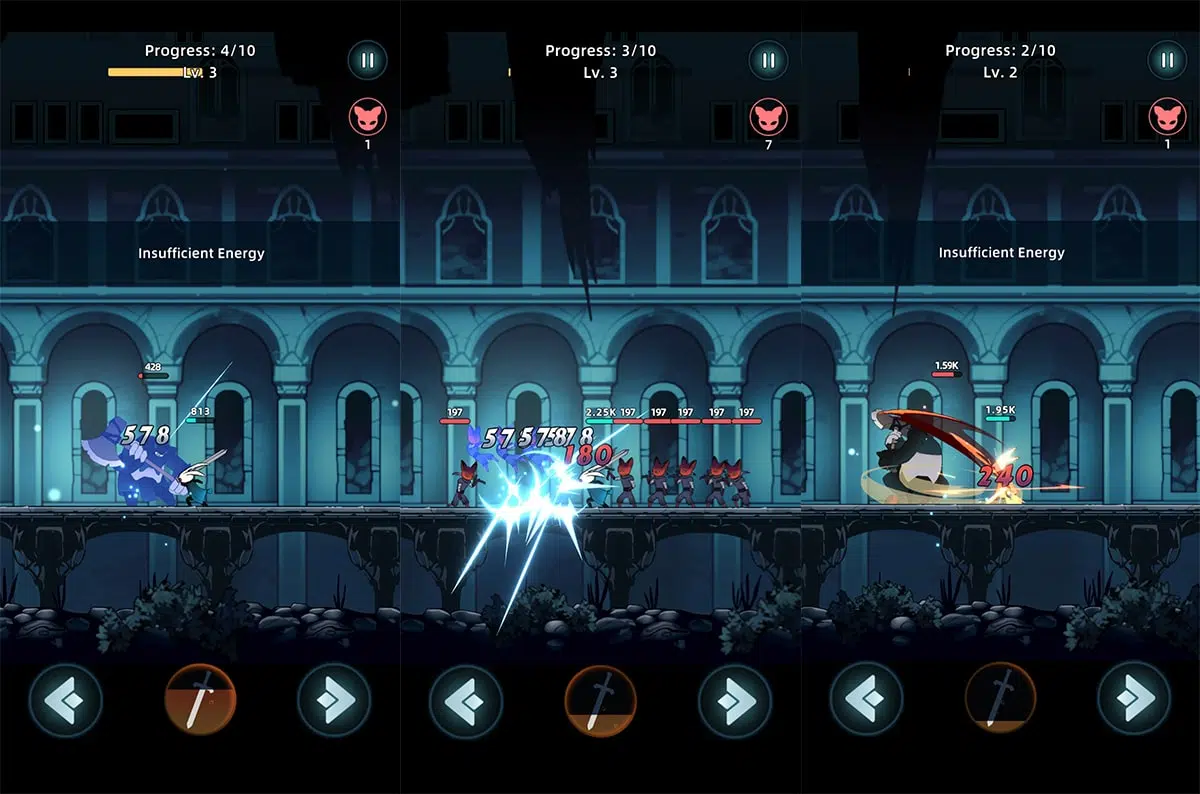 Progress: 4/10
Lv. 3
1
Insufficient Energy
428
813
578
Progress: 3/10
Lv. 3
7
197
2.25K 197 197 197 197 197
578
180
Progress: 2/10
Lv. 2
1
Insufficient Energy
1.59K
1.95K
240